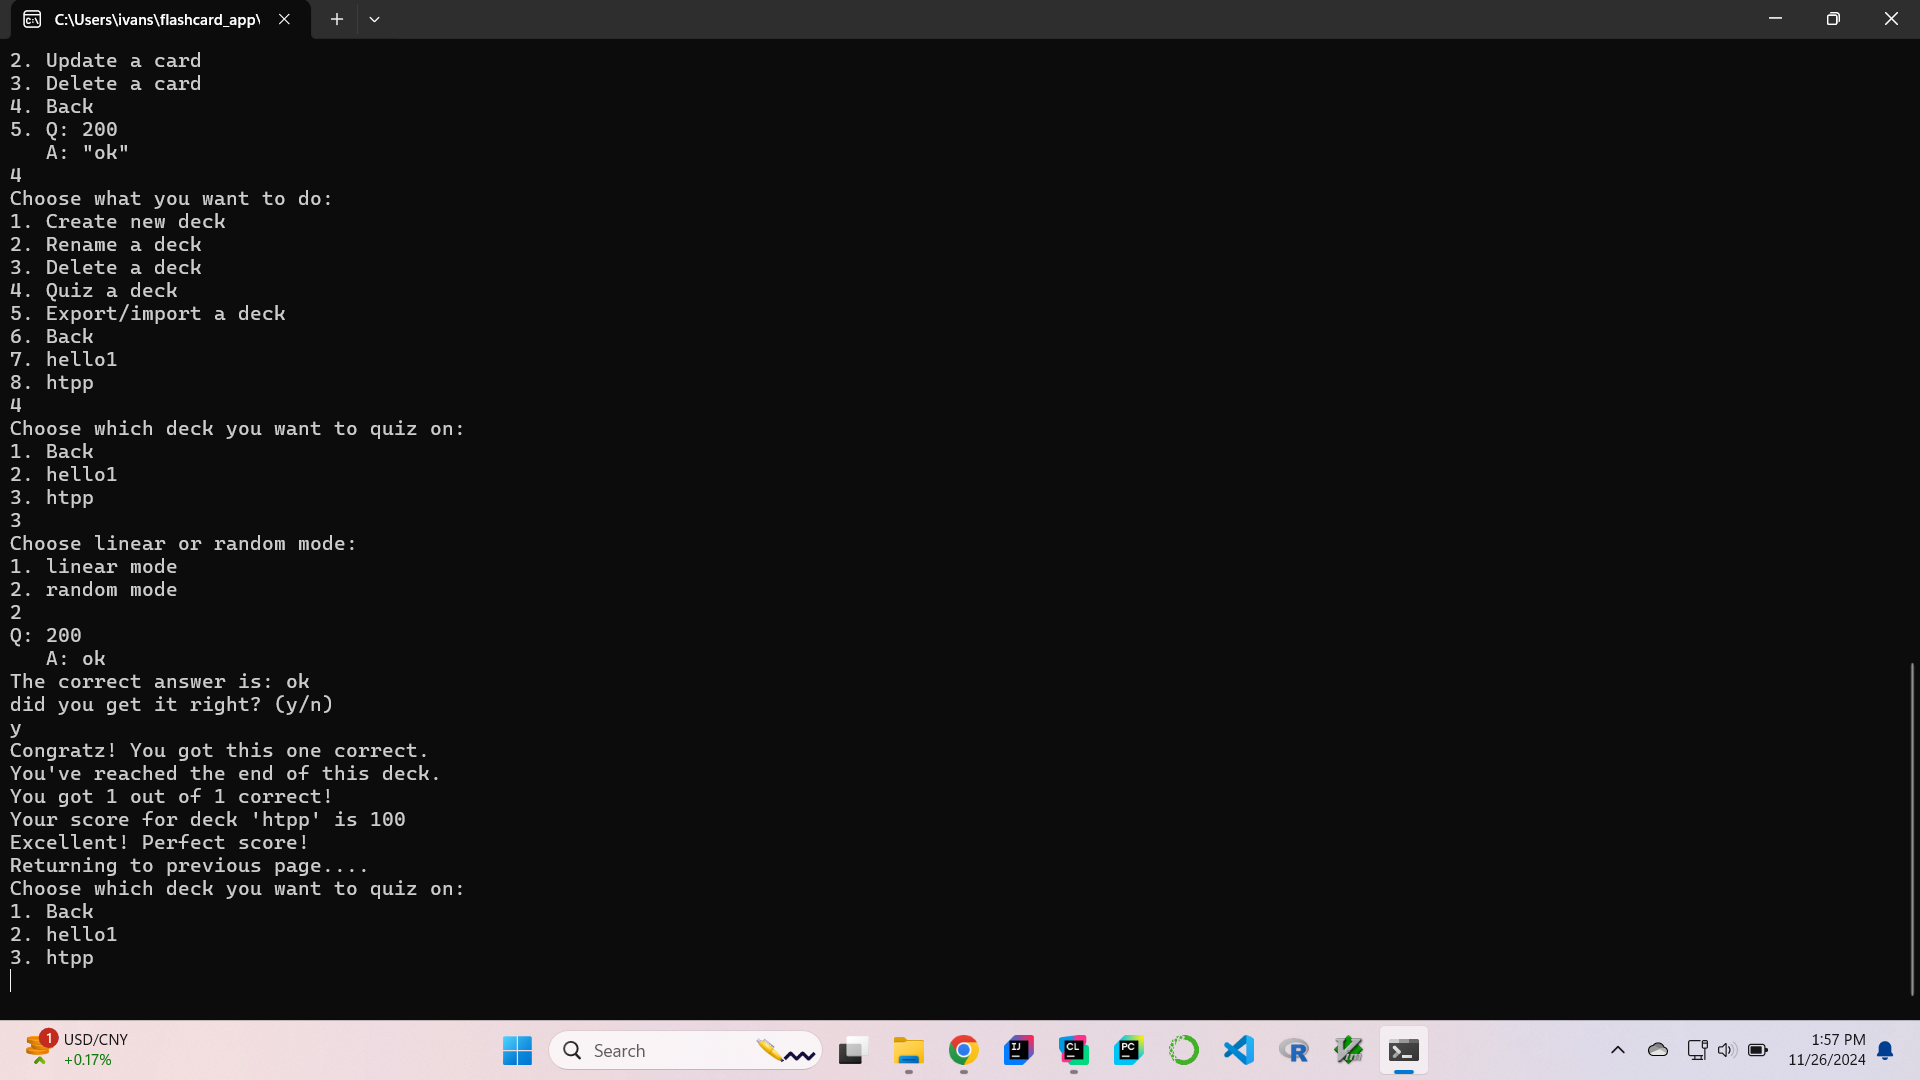 C:\Users\ivans\flashcard_app\
2. Update a card
3. Delete a card
4. Back
5. Q: 200
   A: "ok"
4
Choose what you want to do:
1. Create new deck
2. Rename a deck
3. Delete a deck
4. Quiz a deck
5. Export/import a deck
6. Back
7. hello1
8. htpp
4
Choose which deck you want to quiz on:
1. Back
2. hello1
3. htpp
3
Choose linear or random mode:
1. linear mode
2. random mode
2
Q: 200
   A: ok
The correct answer is: ok
did you get it right? (y/n)
y
Congratz! You got this one correct.
You've reached the end of this deck.
You got 1 out of 1 correct!
Your score for deck 'htpp' is 100
Excellent! Perfect score!
Returning to previous page....
Choose which deck you want to quiz on:
1. Back
2. hello1
3. htpp
1
USD/CNY
+0.17%
Search
IJ
CL
PC
R
Vim
1:57 PM
11/26/2024